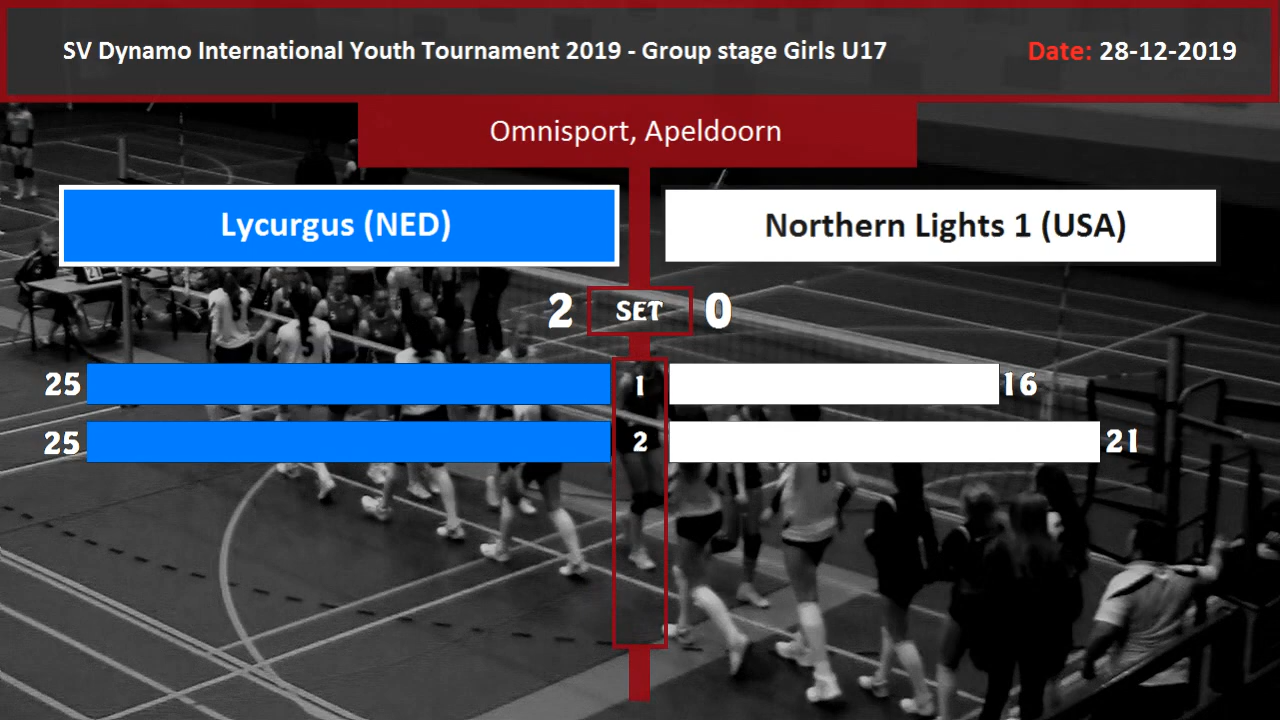 SV Dynamo International Youth Tournament 2019 - Group stage Girls U17
Date: 28-12-2019
Omnisport, Apeldoorn
Lycurgus (NED)
Northern Lights 1 (USA)
2 SET 0
25 1 16
25 2 21